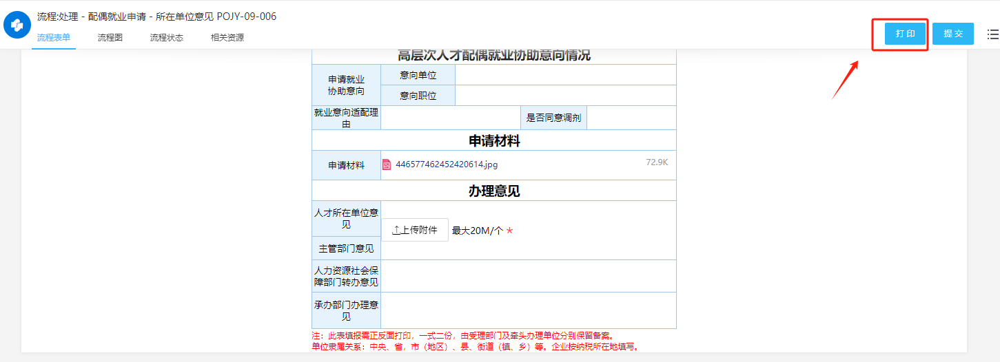 流程:处理 - 配偶就业申请 - 所在单位意见 POJY-09-006
打 印
提 交
流程表单
流程图
流程状态
相关资源
高层次人才配偶就业协助意向情况
申请就业
协助意向
意向单位
意向职位
就业意向适配理
由
是否同意调剂
申请材料
申请材料
446577462452420614.jpg
72.9K
办理意见
人才所在单位意
见
上传附件
最大20M/个 *
主管部门意见
人力资源社会保
障部门转办意见
承办部门办理意
见
注：此表填报需正反面打印，一式二份，由受理部门及牵头办理单位分别保留备案。
单位隶属关系：中央、省，市（地区）、县、街道（镇、乡）等。企业按纳税所在地填写。